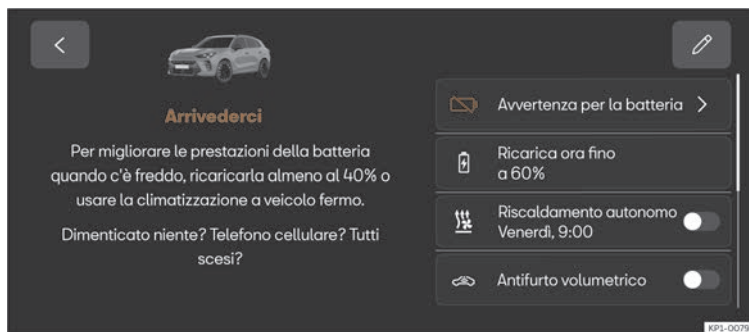 Arrivederci
Per migliorare le prestazioni della batteria
quando c'è freddo, ricaricarla almeno al 40% o
usare la climatizzazione a veicolo fermo.
Dimenticato niente? Telefono cellulare? Tutti
scesi?
Avvertenza per la batteria
Ricarica ora fino
a 60%
Riscaldamento autonomo
Venerdì, 9:00
Antifurto volumetrico
KP1-0079